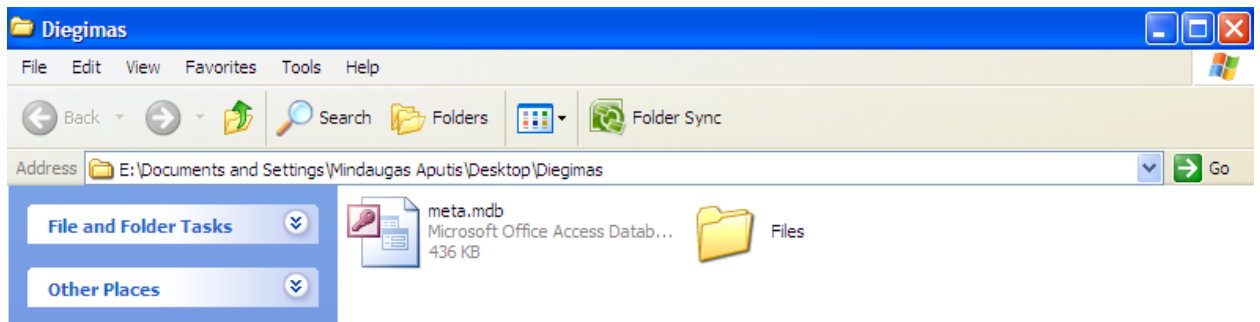 Diegimas
File Edit View Favorites Tools Help
Back Search Folders Folder Sync
Address E:\Documents and Settings\Mindaugas Aputis\Desktop\Diegimas Go
File and Folder Tasks
Other Places
meta.mdb
Microsoft Office Access Datab...
436 KB
Files